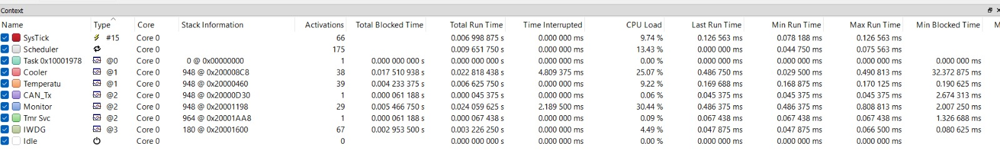 Context
Name Type Core Stack Information Activations Total Blocked Time Total Run Time Time Interrupted CPU Load Last Run Time Min Run Time Max Run Time Min Blocked Time M
SysTick #15 Core 0 66 0.006 998 875 s 0.000 000 ms 9.74 % 0.126 563 ms 0.078 188 ms 0.126 563 ms
Scheduler Core 0 175 0.009 651 750 s 0.000 000 ms 13.43 % 0.000 000 ms 0.044 750 ms 0.075 563 ms
Task 0x10001978 @0 Core 0 0 @ 0x00000000 1 0.000 000 000 s 0.000 000 000 s 0.000 000 ms 0.00 % 0.000 000 ms 0.000 000 ms 0.000 000 ms 0.000 000 ms
Cooler @1 Core 0 948 @ 0x200008C8 38 0.017 510 938 s 0.022 818 438 s 4.809 375 ms 25.07 % 0.486 750 ms 0.029 500 ms 0.490 813 ms 32.372 875 ms
Temperatu @1 Core 0 948 @ 0x20000460 39 0.004 233 375 s 0.006 625 750 s 0.000 000 ms 9.22 % 0.169 688 ms 0.168 875 ms 0.170 125 ms 0.190 625 ms
CAN_Tx @2 Core 0 948 @ 0x20000D30 1 0.000 061 188 s 0.000 045 375 s 0.000 000 ms 0.06 % 0.045 375 ms 0.045 375 ms 0.045 375 ms 2.674 313 ms
Monitor @2 Core 0 948 @ 0x20001198 29 0.005 466 750 s 0.024 059 625 s 2.189 500 ms 30.44 % 0.486 375 ms 0.486 375 ms 0.808 813 ms 2.007 250 ms
Tmr Svc @2 Core 0 964 @ 0x20001AA8 1 0.000 061 188 s 0.000 067 438 s 0.000 000 ms 0.09 % 0.067 438 ms 0.067 438 ms 0.067 438 ms 1.326 688 ms
IWDG @3 Core 0 180 @ 0x20001600 67 0.002 953 500 s 0.003 226 250 s 0.000 000 ms 4.49 % 0.047 875 ms 0.047 875 ms 0.066 500 ms 0.080 625 ms
Idle Core 0 0 0.000 000 000 s 0.000 000 ms 0.00 % 0.000 000 ms 0.000 000 ms 0.000 000 ms